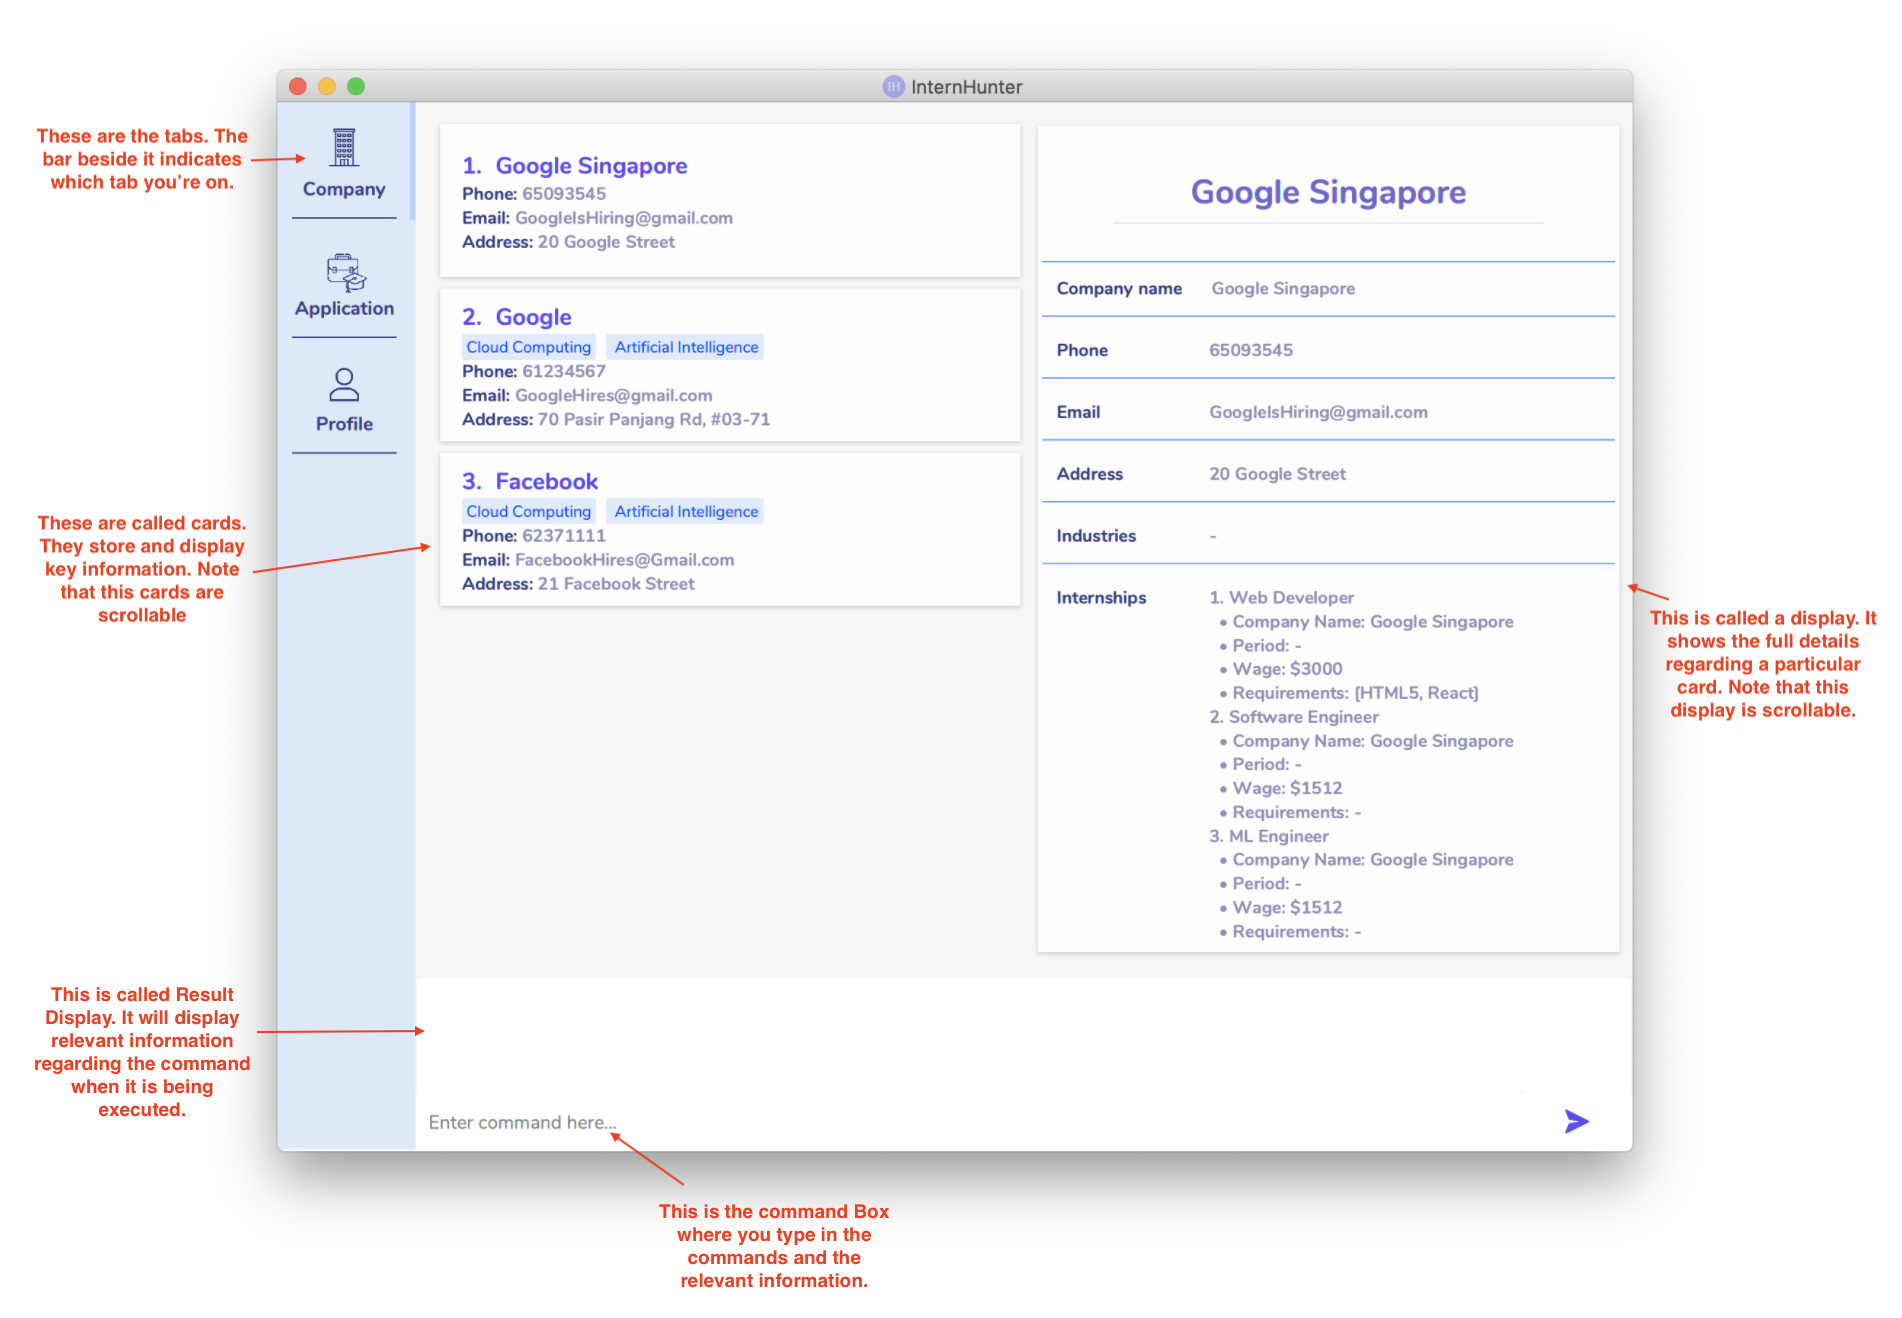 IH InternHunter
These are the tabs. The
bar beside it indicates
which tab you're on.
Company
Application
Profile
1. Google Singapore
Phone: 65093545
Email: GoogleIsHiring@gmail.com
Address: 20 Google Street
2. Google
Cloud Computing Artificial Intelligence
Phone: 61234567
Email: GoogleHires@gmail.com
Address: 70 Pasir Panjang Rd, #03-71
3. Facebook
Cloud Computing Artificial Intelligence
Phone: 62371111
Email: FacebookHires@Gmail.com
Address: 21 Facebook Street
These are called cards.
They store and display
key information. Note
that this cards are
scrollable
Google Singapore
Company name Google Singapore
Phone 65093545
Email GoogleIsHiring@gmail.com
Address 20 Google Street
Industries -
Internships 1. Web Developer
• Company Name: Google Singapore
• Period: -
• Wage: $3000
• Requirements: [HTML5, React]
2. Software Engineer
• Company Name: Google Singapore
• Period: -
• Wage: $1512
• Requirements: -
3. ML Engineer
• Company Name: Google Singapore
• Period: -
• Wage: $1512
• Requirements: -
This is called a display. It
shows the full details
regarding a particular
card. Note that this
display is scrollable.
This is called Result
Display. It will display
relevant information
regarding the command
when it is being
executed.
Enter command here...
This is the command Box
where you type in the
commands and the
relevant information.